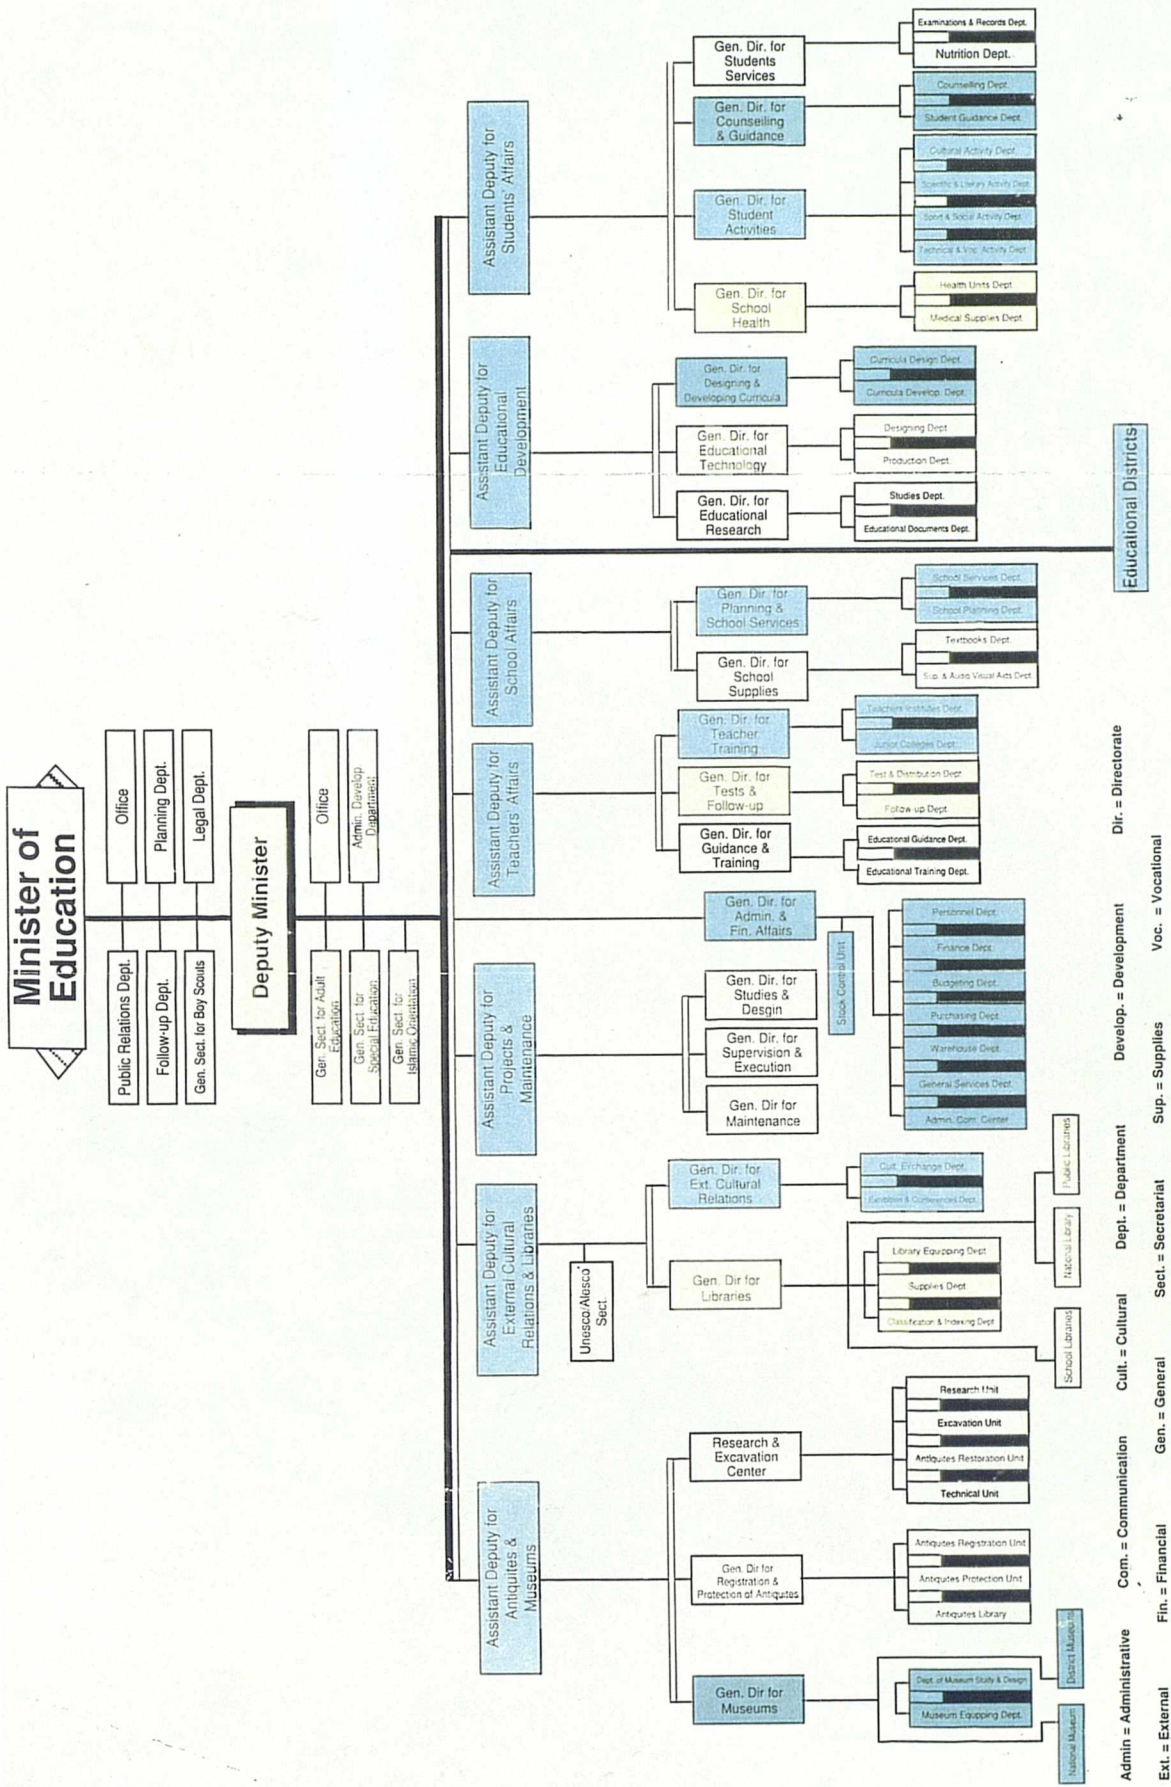 Minister of
Education
Public Relations Dept.
Office
Follow-up Dept.
Planning Dept.
Gen. Sect. for Boy Scouts
Legal Dept.
Deputy Minister
Gen. Sect. for Adult
Education
Office
Gen. Sect. for
Special Education
Admin. Develop.
Department
Gen. Sect. for
Islamic Orientation
Assistant Deputy for
Antiquites &
Museums
Assistant Deputy for
External Cultural
Relations & Libraries
Assistant Deputy for
Projects &
Maintenance
Assistant Deputy for
Teachers' Affairs
Assistant Deputy for
School Affairs
Assistant Deputy for
Educational
Development
Assistant Deputy for
Students' Affairs
Unesco/Alesco
Sect.
Gen. Dir for
Museums
Gen. Dir for
Registration &
Protection of Antiquites
Research &
Excavation
Center
Gen. Dir for
Libraries
Gen. Dir. for
Ext. Cultural
Relations
Gen. Dir for
Maintenance
Gen. Dir for
Supervision &
Execution
Gen. Dir for
Studies &
Desgin
Gen. Dir. for
Admin. &
Fin. Affairs
Gen. Dir. for
Guidance &
Training
Gen. Dir. for
Tests &
Follow-up
Gen. Dir. for
Teacher
Training
Gen. Dir. for
School
Supplies
Gen. Dir. for
Planning &
School Services
Gen. Dir. for
Educational
Research
Gen. Dir. for
Educational
Technology
Gen. Dir. for
Designing &
Developing Curricula
Gen. Dir. for
School
Health
Gen. Dir. for
Student
Activities
Gen. Dir. for
Counseiling
& Guidance
Gen. Dir. for
Students
Services
Dept. of Museum Study & Design
Museum Equpping Dept.
National Museum
District Museums
Antiquites Registration Unit
Antiquites Protection Unit
Antiquites Library
Research Unit
Excavation Unit
Antiquites Restoration Unit
Technical Unit
Library Equipping Dept
Supplies Dept
Classification & Indexing Dept
School Libraries
National Library
Public Libraries
Cult. Exchange Dept.
Exhibition & Conferences Dept.
Stock Control Unit
Personnel Dept.
Finance Dept.
Budgeting Dept.
Purchasing Dept.
Warehouse Dept.
General Services Dept.
Admin. Com. Center
Educational Guidance Dept.
Educational Training Dept.
Test & Distribution Dept
Follow-up Dept.
Teachers Institutes Dept.
Junior Colleges Dept.
Textbooks Dept.
Sup. & Audio Visual Aids Dept
School Services Dept.
School Planning Dept.
Studies Dept.
Educational Documents Dept.
Designing Dept
Production Dept.
Curricula Design Dept.
Curricula Develop. Dept.
Health Units Dept.
Medical Supplies Dept.
Cultural Activity Dept.
Scientific & Literary Activity Dept.
Sport & Social Activity Dept.
Technical & Voc. Activity Dept.
Counselling Dept.
Student Guidance Dept.
Examinations & Records Dept.
Nutrition Dept.
Educational Districts
Admin = Administrative Com. = Communication Cult. = Cultural Dept. = Department Develop. = Development Dir. = Directorate
Ext. = External Fin. = Financial Gen. = General Sect. = Secretariat Sup. = Supplies Voc. = Vocational